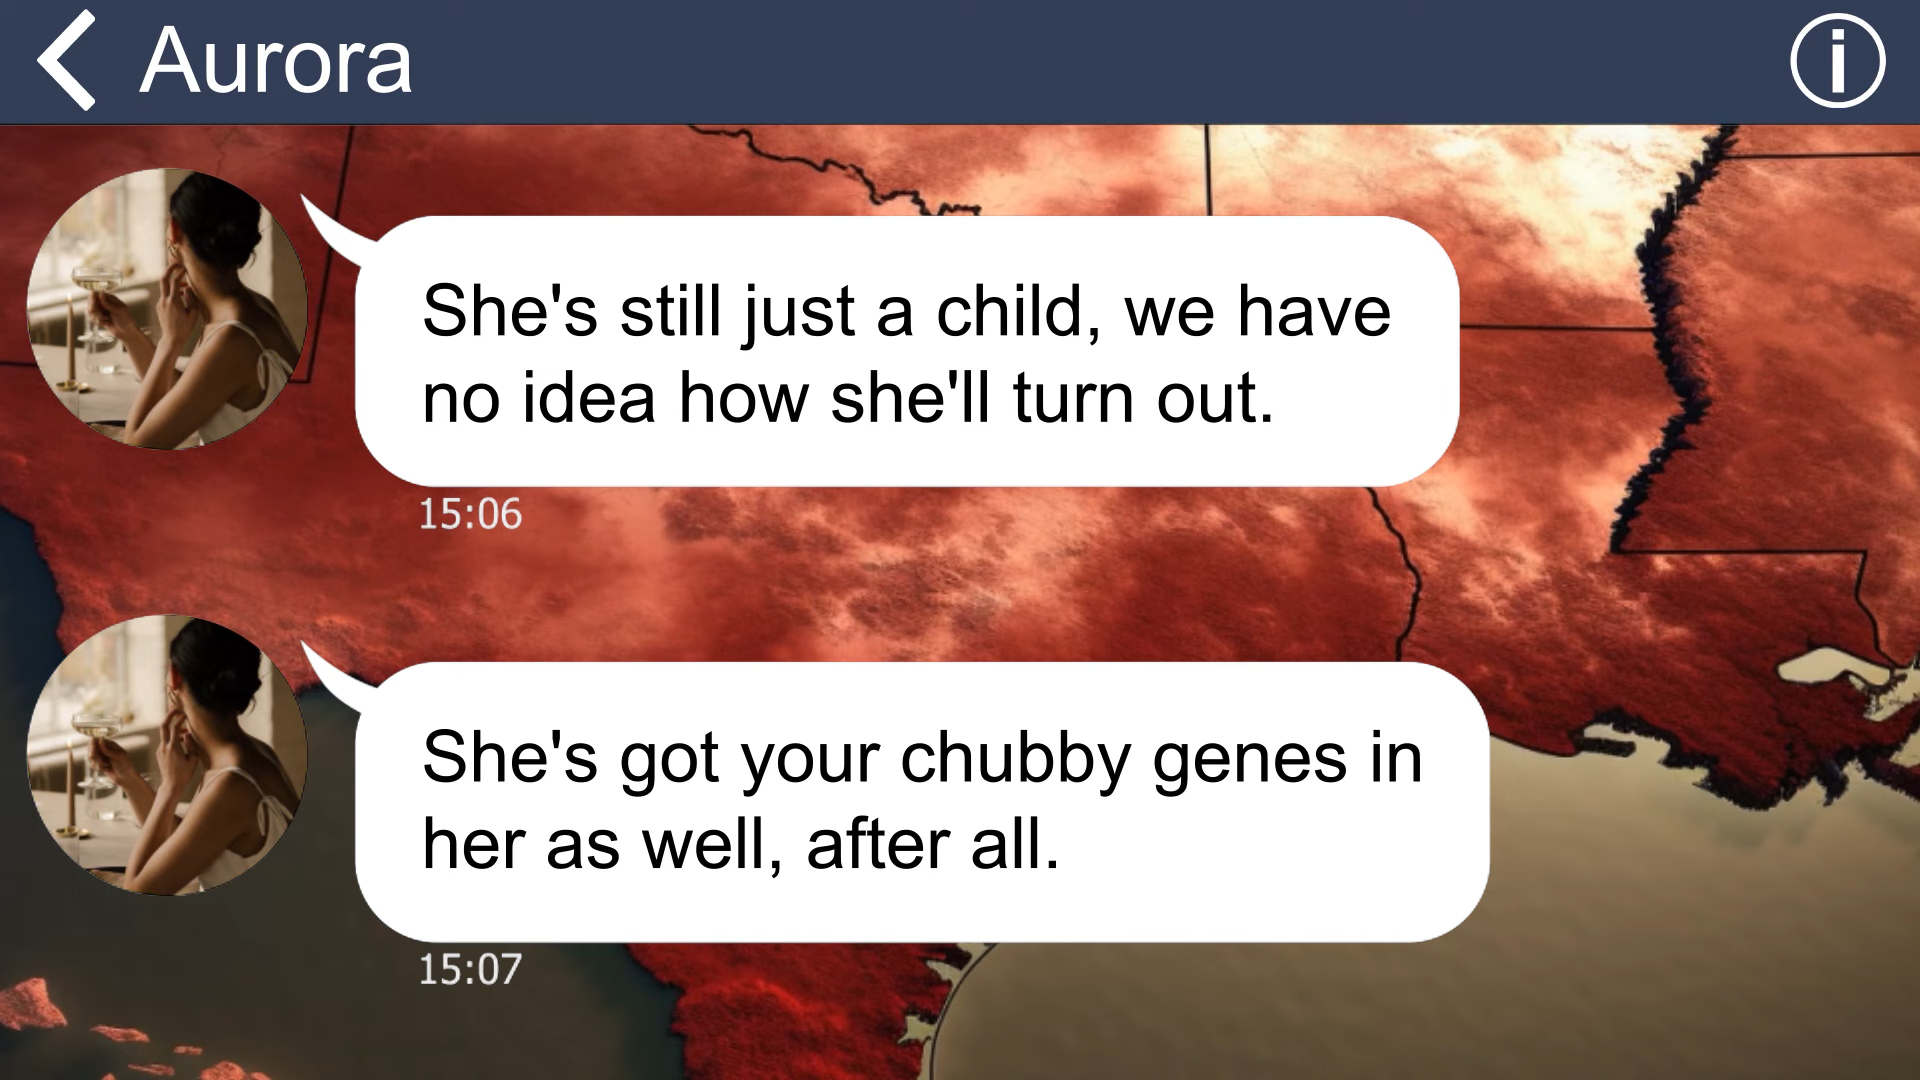 Aurora
She's still just a child, we have
no idea how she'll turn out.
15:06
She's got your chubby genes in
her as well, after all.
15:07